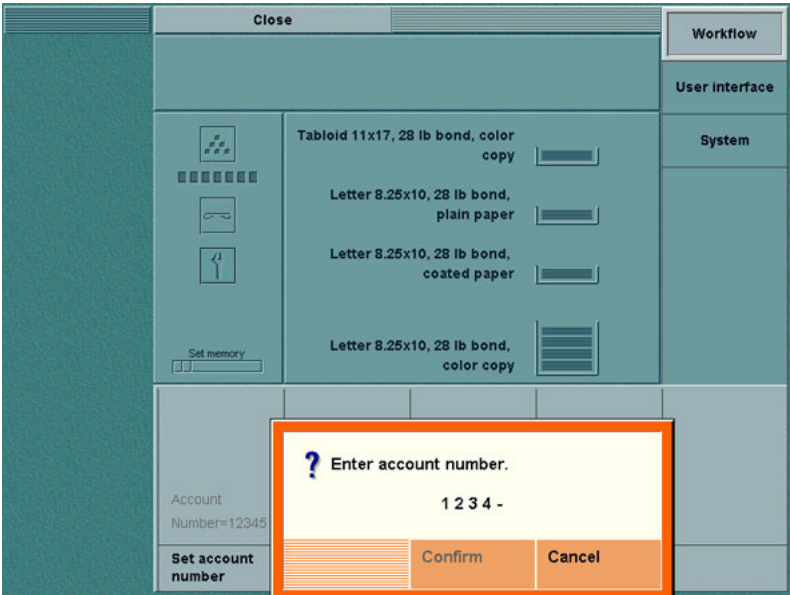 Close
Workflow
User interface
System
Tabloid 11x17, 28 lb bond, color
copy
Letter 8.25x10, 28 lb bond,
plain paper
Letter 8.25x10, 28 lb bond,
coated paper
Set memory
Letter 8.25x10, 28 lb bond,
color copy
? Enter account number.
1 2 3 4 -
Account
Number=12345
Confirm
Cancel
Set account
number